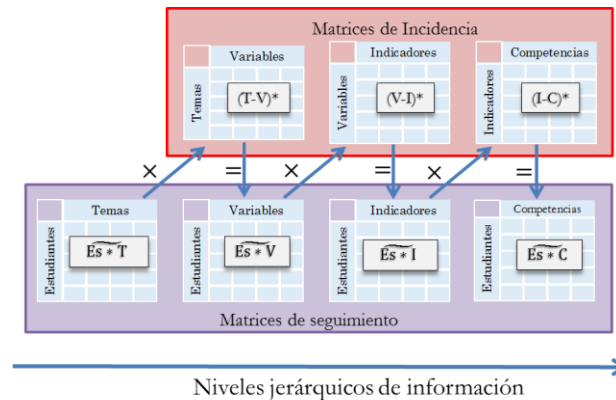 Matrices de Incidencia
Variables
Temas
(T-V)*
Indicadores
Variables
(V-I)*
Competencias
Indicadores
(I-C)*
× = × = × =
Temas
Estudiantes
Es * T
Variables
Estudiantes
Es * V
Indicadores
Estudiantes
Es * I
Competencias
Estudiantes
Es * C
Matrices de seguimiento
Niveles jerárquicos de información